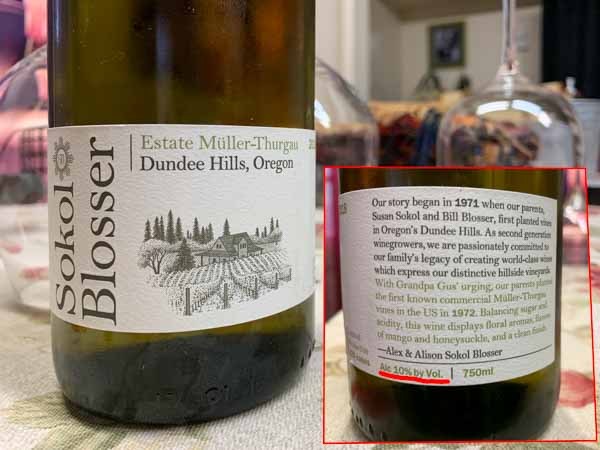 Sokol
Blosser
Estate Müller-Thurgau
Dundee Hills, Oregon
Our story began in 1971 when our parents,
Susan Sokol and Bill Blosser, first planted vines
in Oregon's Dundee Hills. As second generation
winegrowers, we are passionately committed to
our family's legacy of creating world-class wines
which express our distinctive hillside vineyards.
With Grandpa Gus' urging, our parents planted
the first known commercial Müller-Thurgau
vines in the US in 1972. Balancing sugar and
acidity, this wine displays floral aromas, flavors
of mango and honeysuckle, and a clean finish.
—Alex & Alison Sokol Blosser
Alc 10% by Vol. | 750ml